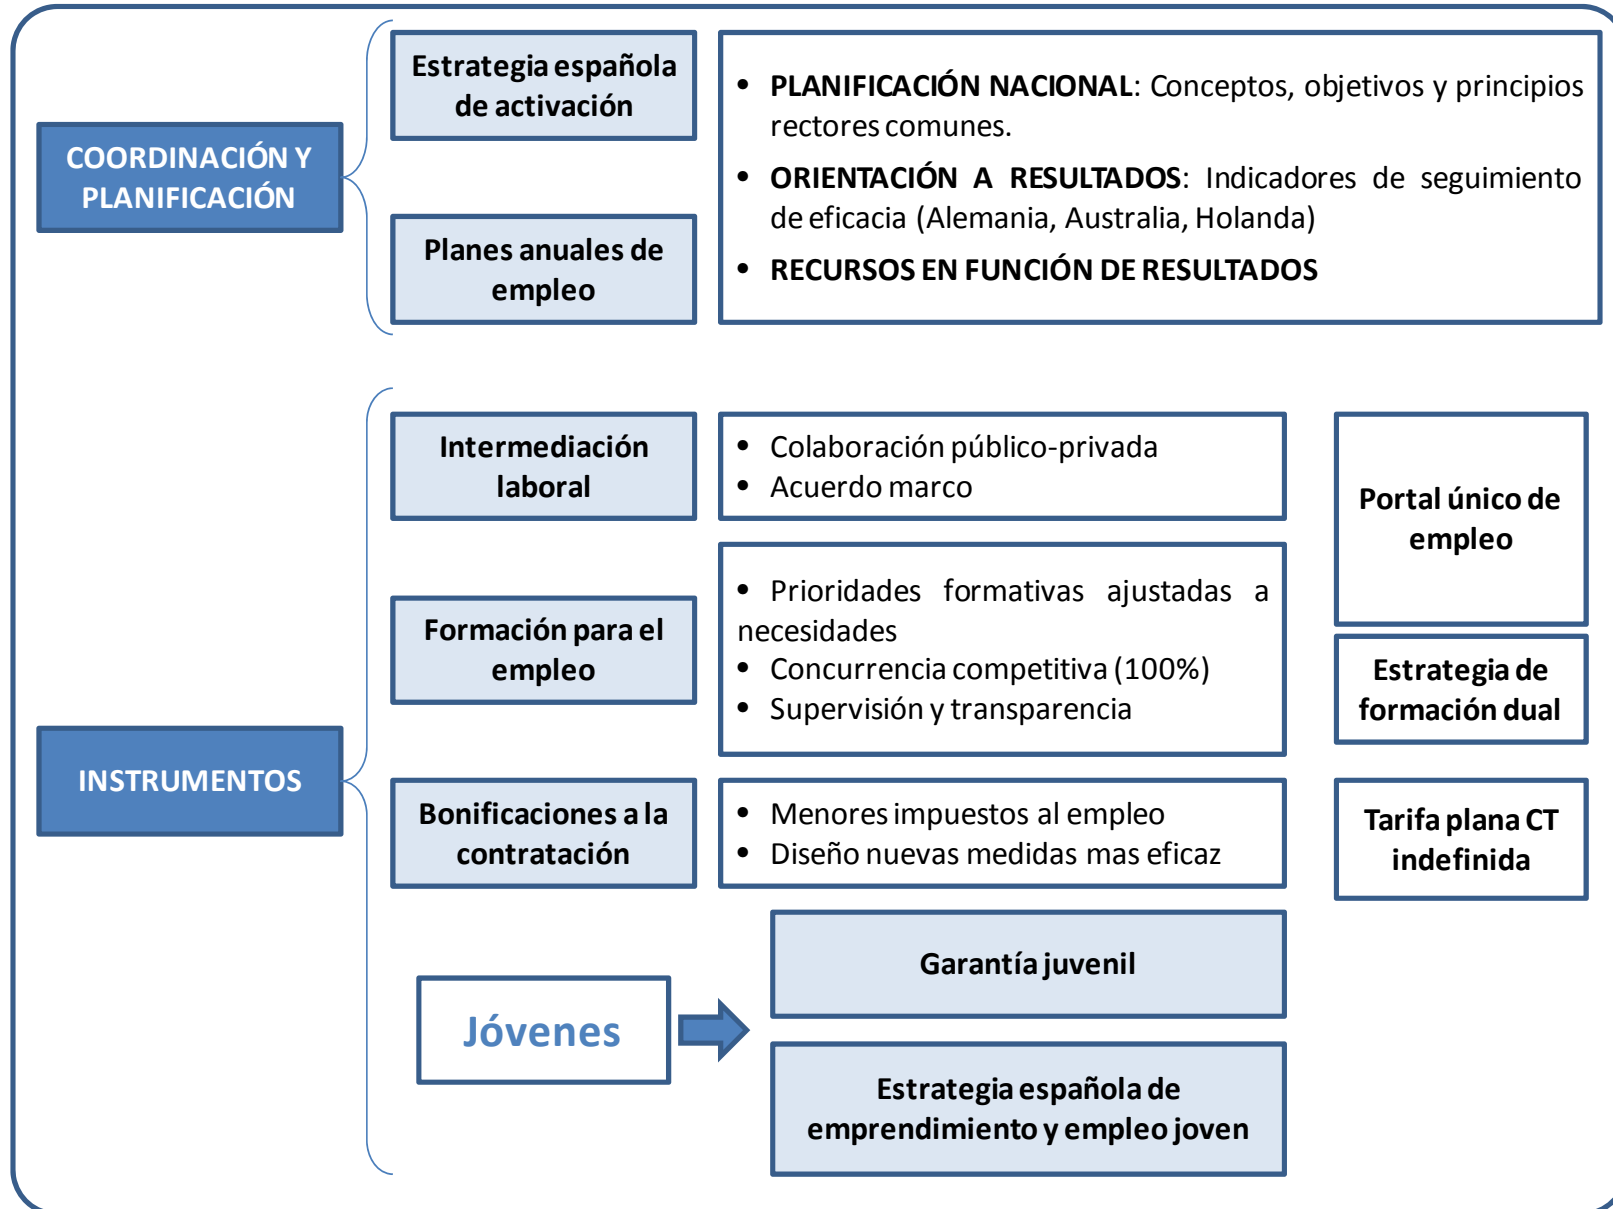 COORDINACIÓN Y
PLANIFICACIÓN
Estrategia española
de activación
Planes anuales de
empleo
• PLANIFICACIÓN NACIONAL: Conceptos, objetivos y principios
rectores comunes.
• ORIENTACIÓN A RESULTADOS: Indicadores de seguimiento
de eficacia (Alemania, Australia, Holanda)
• RECURSOS EN FUNCIÓN DE RESULTADOS
INSTRUMENTOS
Intermediación
laboral
• Colaboración público-privada
• Acuerdo marco
Portal único de
empleo
Formación para el
empleo
• Prioridades formativas ajustadas a
necesidades
• Concurrencia competitiva (100%)
• Supervisión y transparencia
Estrategia de
formación dual
Bonificaciones a la
contratación
• Menores impuestos al empleo
• Diseño nuevas medidas mas eficaz
Tarifa plana CT
indefinida
Jóvenes
Garantía juvenil
Estrategia española de
emprendimiento y empleo joven